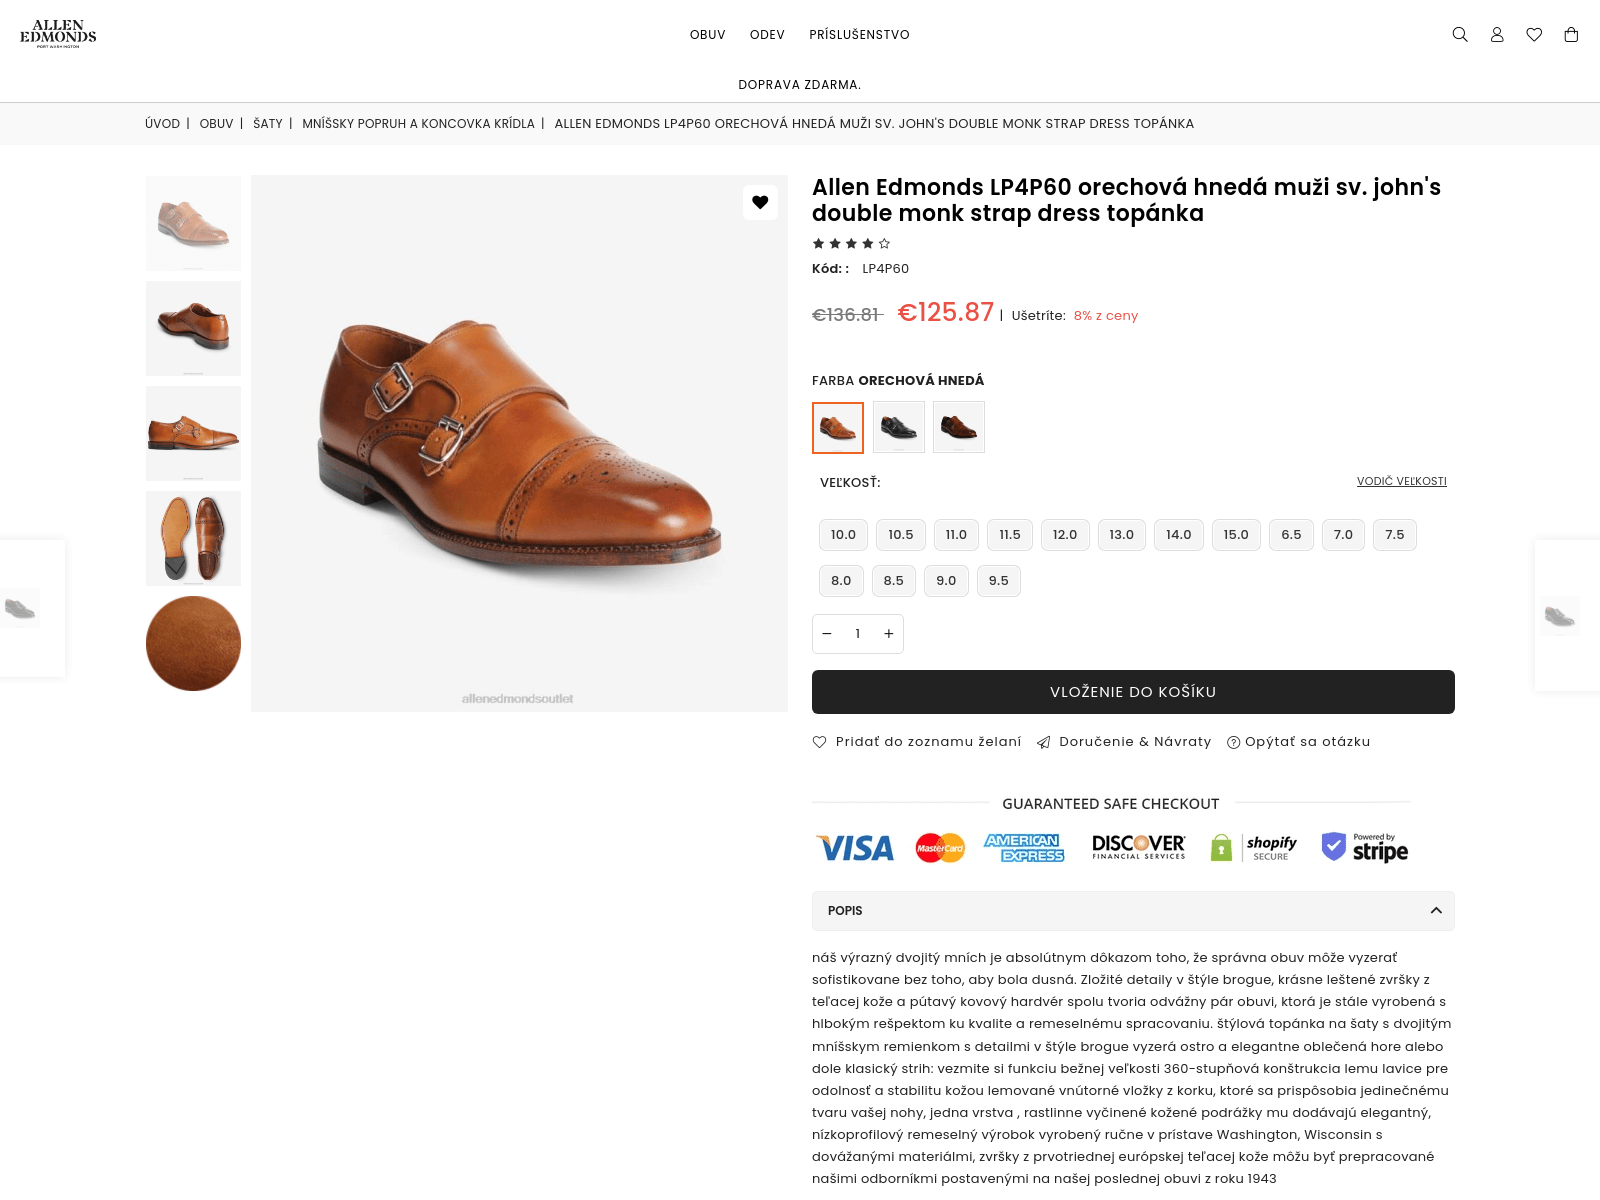 ALLEN
EDMONDS
PORT WASHINGTON
OBUV ODEV PRÍSLUŠENSTVO
DOPRAVA ZDARMA.
ÚVOD | OBUV | ŠATY | MNÍŠSKY POPRUH A KONCOVKA KRÍDLA | ALLEN EDMONDS LP4P60 ORECHOVÁ HNEDÁ MUŽI SV. JOHN'S DOUBLE MONK STRAP DRESS TOPÁNKA
Allen Edmonds LP4P60 orechová hnedá muži sv. john's
double monk strap dress topánka
Kód: : LP4P60
€136.81 €125.87 | Ušetríte: 8% z ceny
FARBA ORECHOVÁ HNEDÁ
VEĽKOSŤ: VODIČ VEĽKOSTI
10.0 10.5 11.0 11.5 12.0 13.0 14.0 15.0 6.5 7.0 7.5
8.0 8.5 9.0 9.5
− 1 +
VLOŽENIE DO KOŠÍKU
Pridať do zoznamu želaní Doručenie & Návraty Opýtať sa otázku
GUARANTEED SAFE CHECKOUT
VISA MasterCard AMERICAN EXPRESS DISCOVER FINANCIAL SERVICES shopify SECURE Powered by stripe
POPIS
náš výrazný dvojitý mních je absolútnym dôkazom toho, že správna obuv môže vyzerať
sofistikovane bez toho, aby bola dusná. Zložité detaily v štýle brogue, krásne leštené zvršky z
teľacej kože a pútavý kovový hardvér spolu tvoria odvážny pár obuvi, ktorá je stále vyrobená s
hlbokým rešpektom ku kvalite a remeselnému spracovaniu. štýlová topánka na šaty s dvojitým
mníšskym remienkom s detailmi v štýle brogue vyzerá ostro a elegantne oblečená hore alebo
dole klasický strih: vezmite si funkciu bežnej veľkosti 360-stupňová konštrukcia lemu lavice pre
odolnosť a stabilitu kožou lemované vnútorné vložky z korku, ktoré sa prispôsobia jedinečnému
tvaru vašej nohy, jedna vrstva , rastlinne vyčinené kožené podrážky mu dodávajú elegantný,
nízkoprofilový remeselný výrobok vyrobený ručne v prístave Washington, Wisconsin s
dovážanými materiálmi, zvršky z prvotriednej európskej teľacej kože môžu byť prepracované
našimi odborníkmi postavenými na našej poslednej obuvi z roku 1943
allenedmondsoutlet